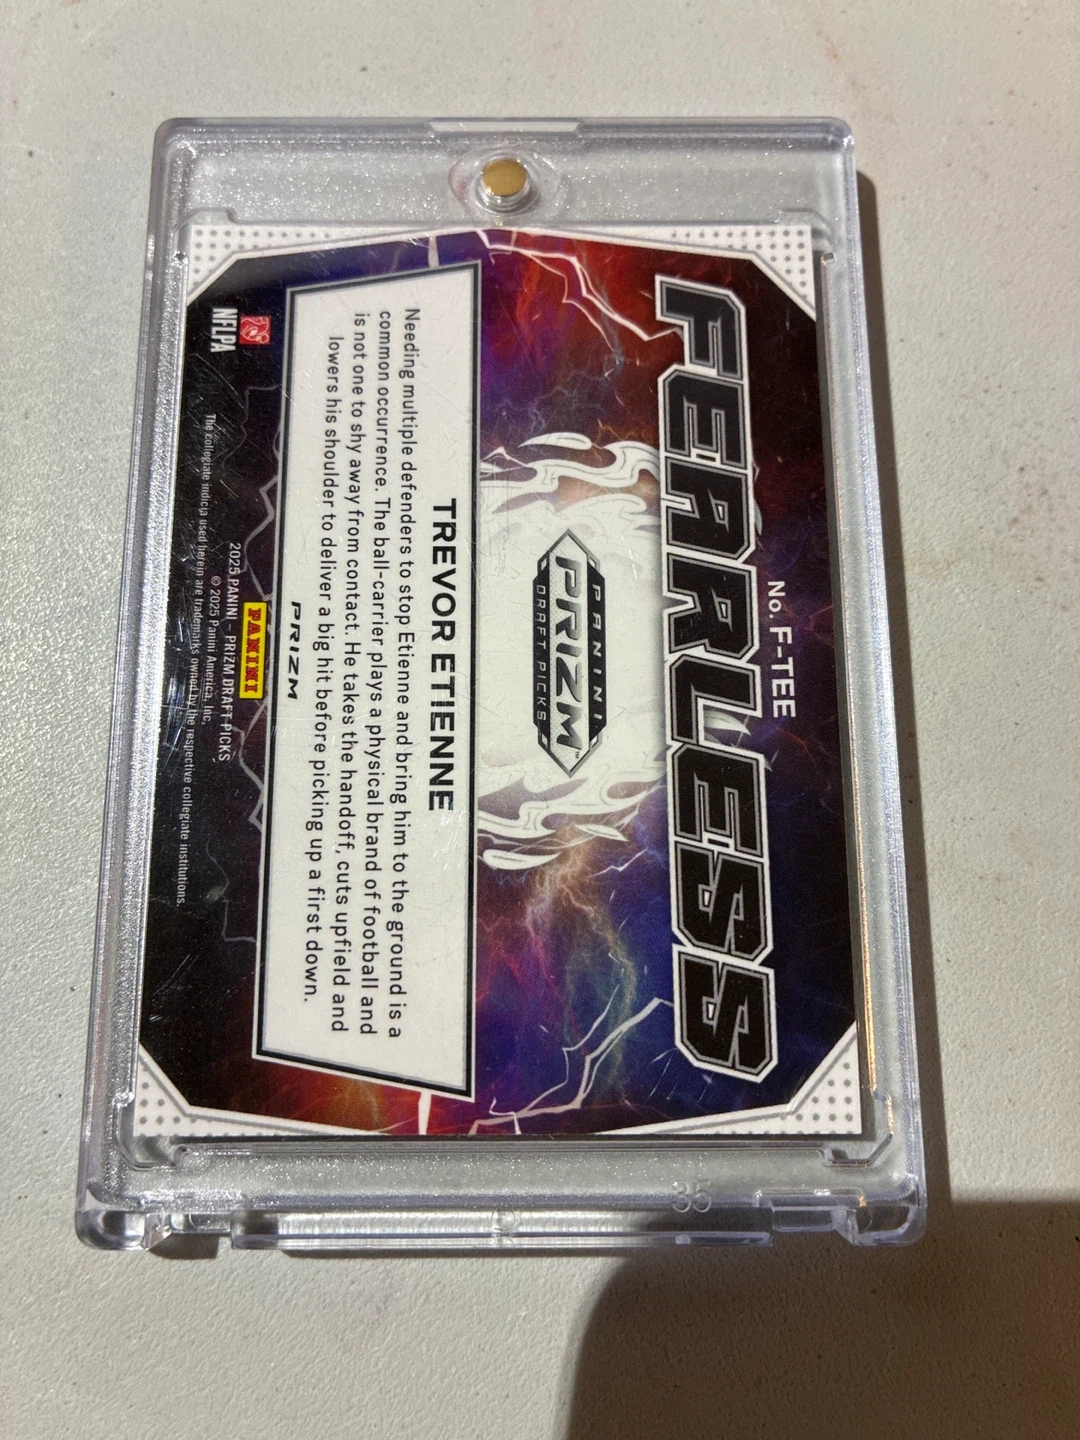 No. F-TEE
FEARLESS
PANINI
PRIZM™
DRAFT PICKS
TREVOR ETIENNE
Needing multiple defenders to stop Etienne and bring him to the ground is a
common occurrence. The ball-carrier plays a physical brand of football and
is not one to shy away from contact. He takes the handoff, cuts upfield and
lowers his shoulder to deliver a big hit before picking up a first down.
PRIZM
PANINI
NFLPA
2025 PANINI - PRIZM DRAFT PICKS
© 2025 Panini America, Inc.
The collegiate indicia used herein are trademarks owned by the respective collegiate institutions.
35